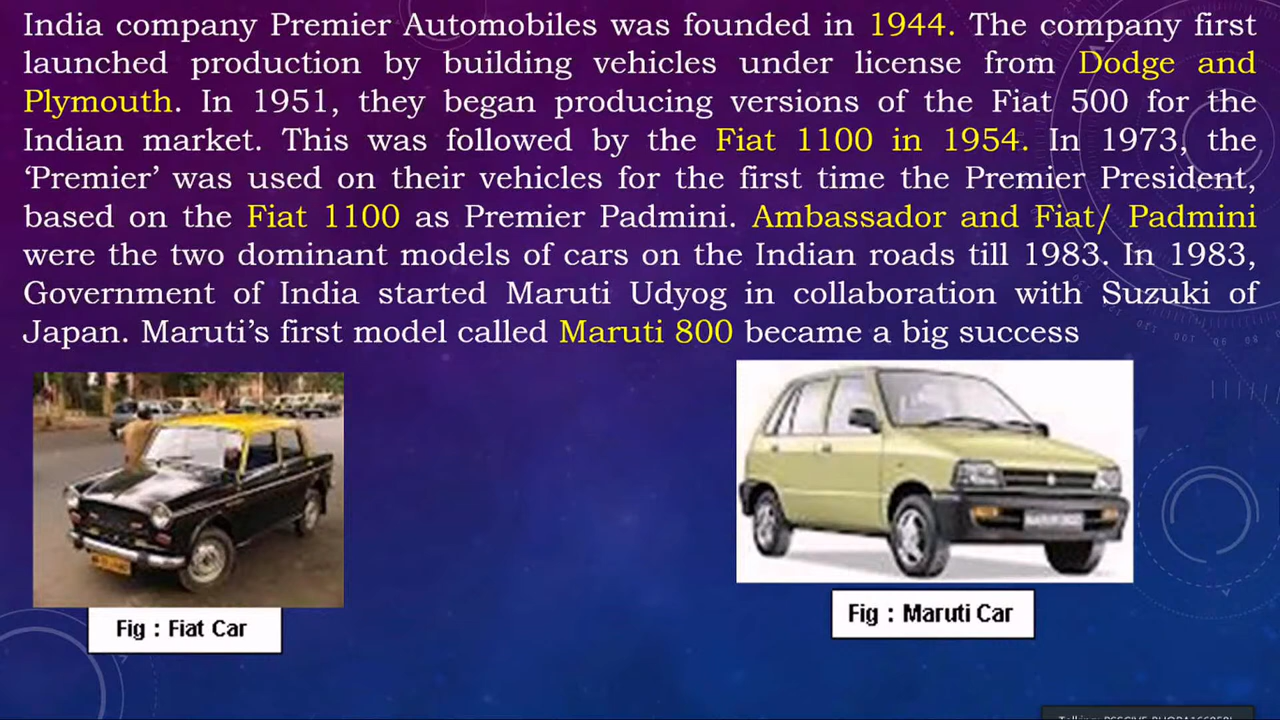 India company Premier Automobiles was founded in 1944. The company first
launched production by building vehicles under license from Dodge and
Plymouth. In 1951, they began producing versions of the Fiat 500 for the
Indian market. This was followed by the Fiat 1100 in 1954. In 1973, the
‘Premier’ was used on their vehicles for the first time the Premier President,
based on the Fiat 1100 as Premier Padmini. Ambassador and Fiat/ Padmini
were the two dominant models of cars on the Indian roads till 1983. In 1983,
Government of India started Maruti Udyog in collaboration with Suzuki of
Japan. Maruti’s first model called Maruti 800 became a big success
Fig : Fiat Car
Fig : Maruti Car